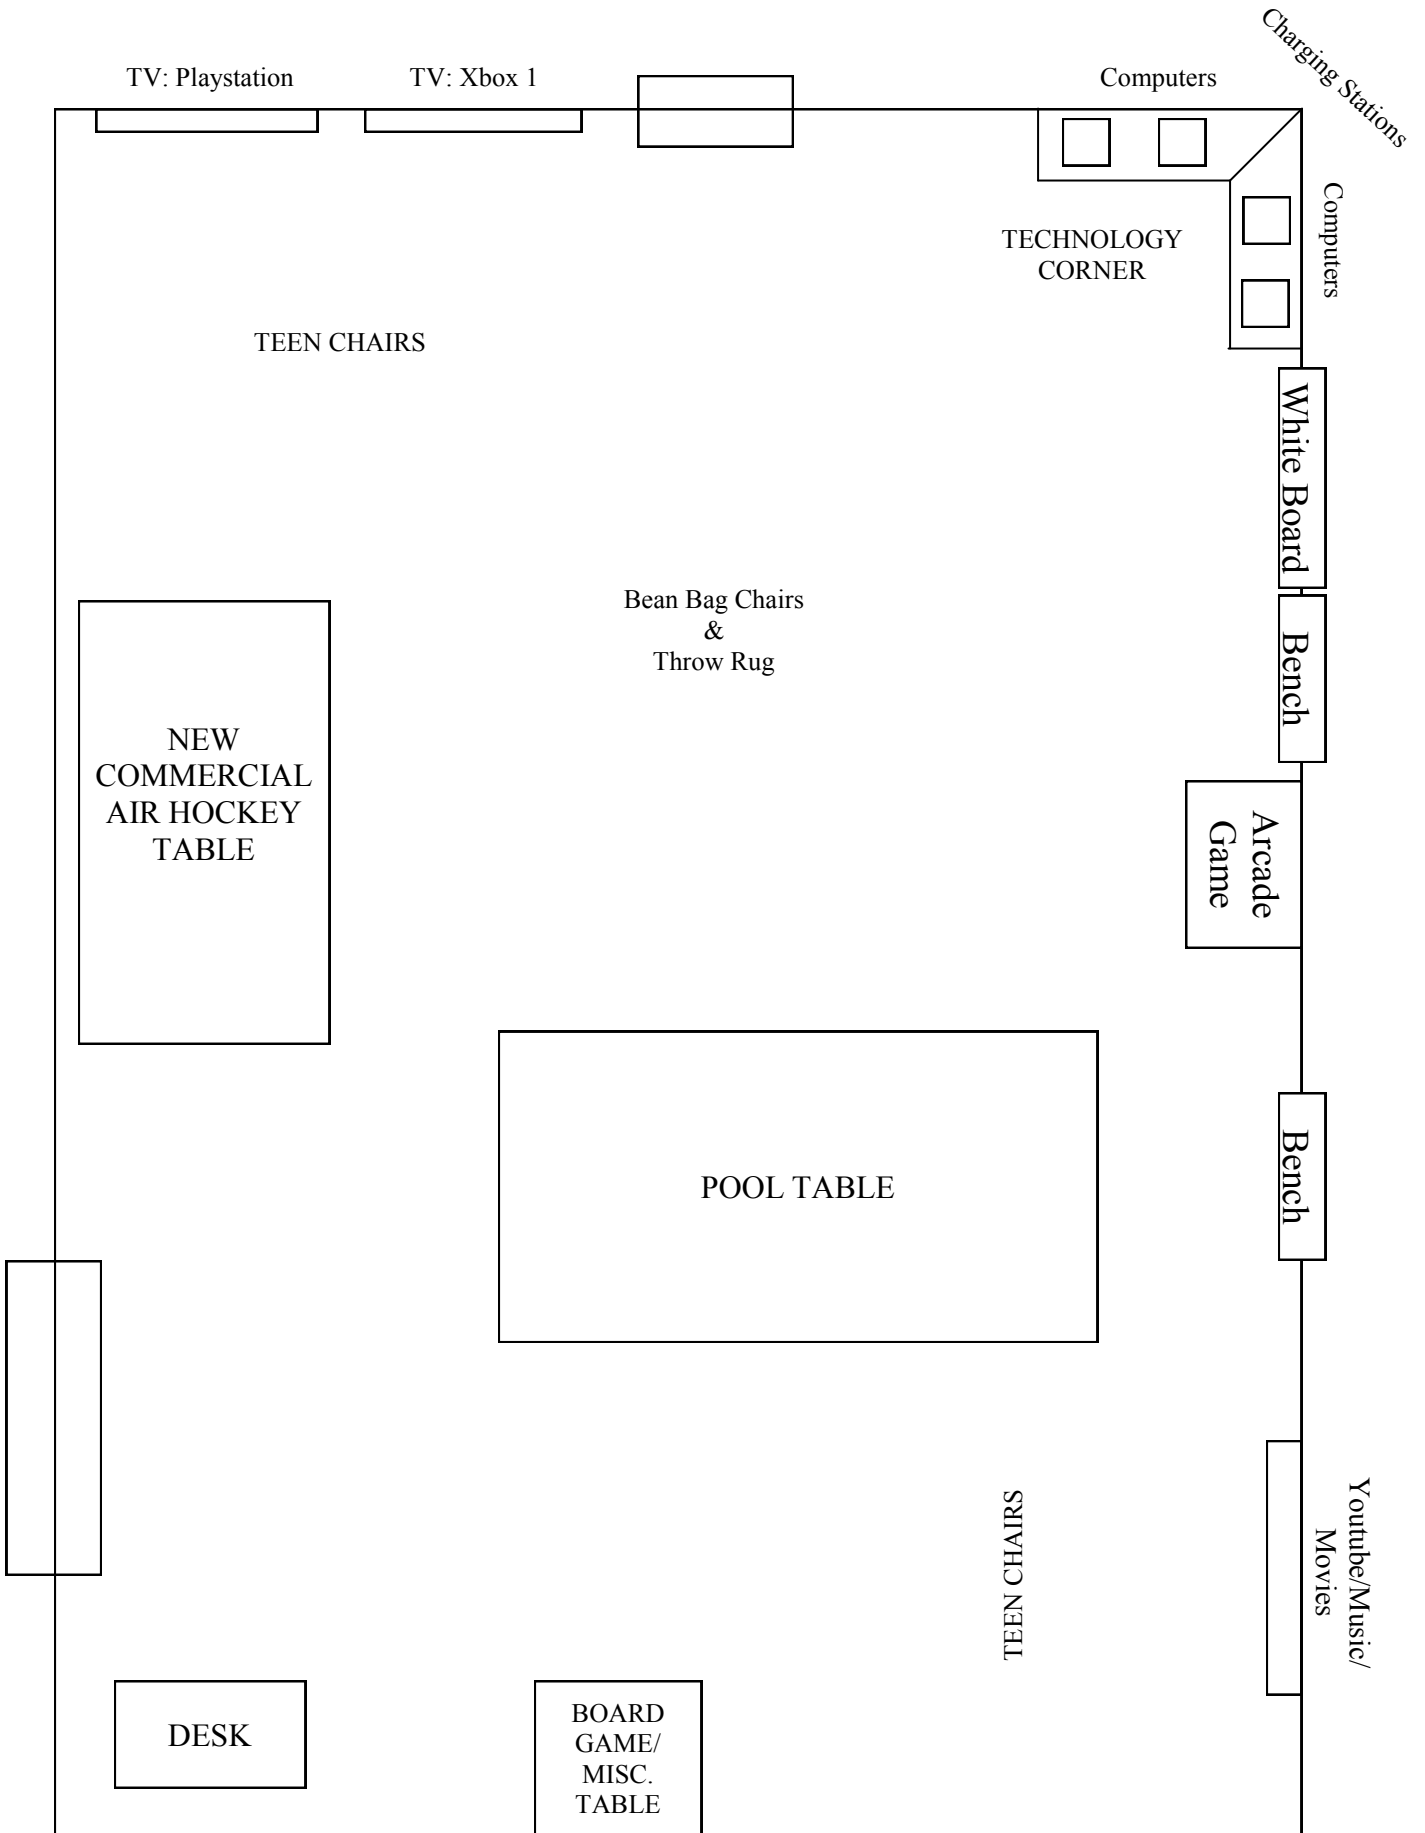 Charging Stations
TV: Playstation
TV: Xbox 1
Computers
Computers
TECHNOLOGY
CORNER
TEEN CHAIRS
White Board
Bean Bag Chairs
&
Throw Rug
Bench
NEW
COMMERCIAL
AIR HOCKEY
TABLE
Arcade
Game
POOL TABLE
Bench
TEEN CHAIRS
Youtube/Music/
Movies
DESK
BOARD
GAME/
MISC.
TABLE